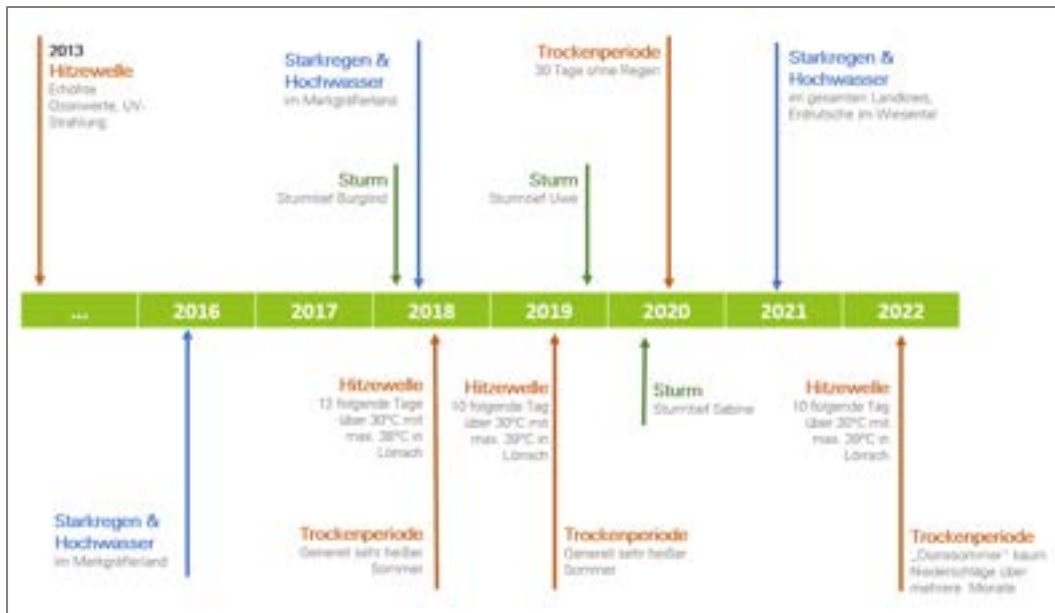 2013
Hitzewelle
Erhöhte
Ozonwerte, UV-
Strahlung
Starkregen &
Hochwasser
im Markgräflerland
Trockenperiode
30 Tage ohne Regen
Starkregen &
Hochwasser
im gesamten Landkreis,
Erdrutsche im Wiesental
Sturm
Sturmtief Burglind
Sturm
Sturmtief Uwe
...
2016
2017
2018
2019
2020
2021
2022
Hitzewelle
12 folgende Tage
über 30°C mit
max. 38°C in
Lörrach
Hitzewelle
10 folgende Tag
über 30°C mit
max. 39°C in
Lörrach
Sturm
Sturmtief Sabine
Hitzewelle
10 folgende Tag
über 30°C mit
max. 39°C in
Lörrach
Starkregen &
Hochwasser
im Markgräflerland
Trockenperiode
Generell sehr heißer
Sommer
Trockenperiode
Generell sehr heißer
Sommer
Trockenperiode
„Dürresommer" kaum
Niederschläge über
mehrere Monate